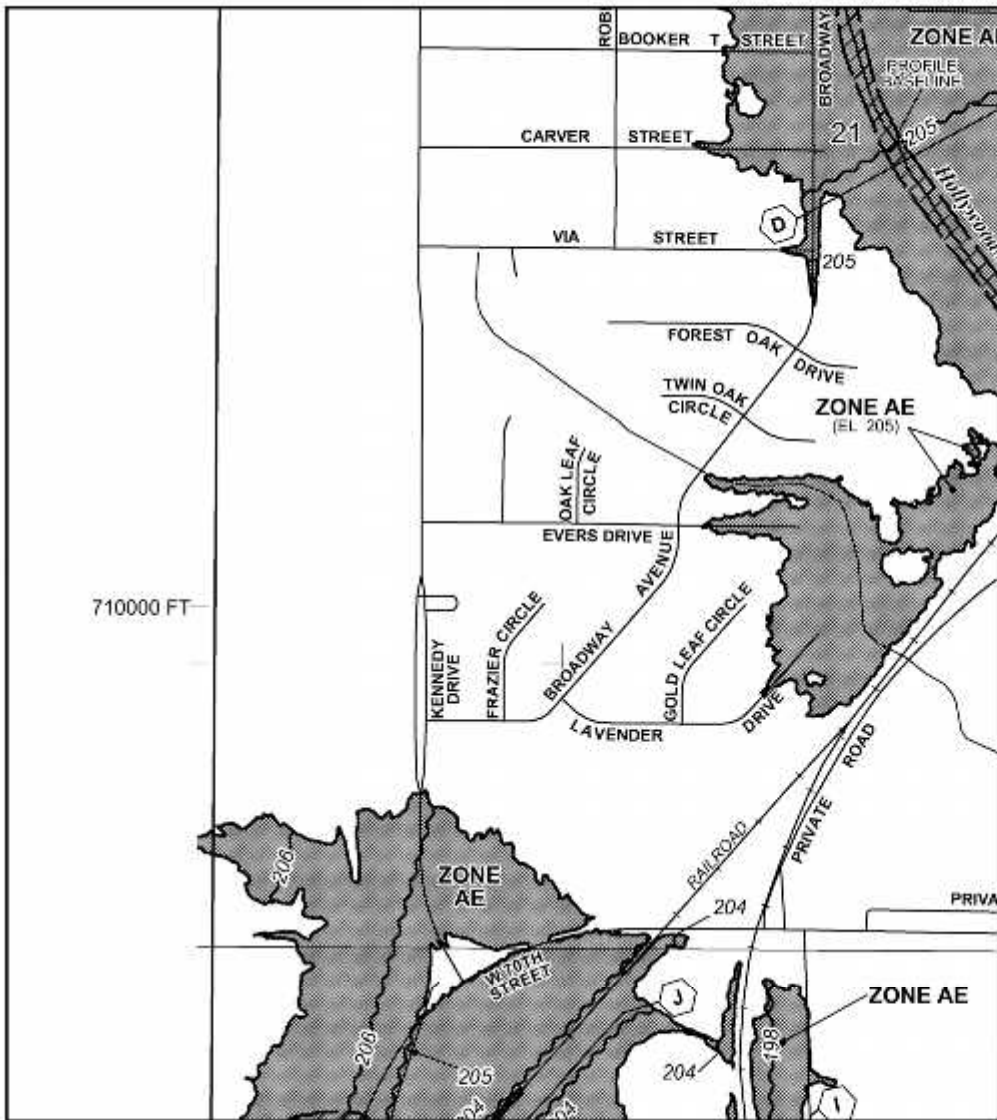 BOOKER T STREET
BROADWAY
ZONE AE
PROFILE
BASELINE
21
205
CARVER STREET
Hollywood
D
VIA STREET
205
FOREST OAK DRIVE
TWIN OAK
CIRCLE
ZONE AE
(EL 205)
OAK LEAF
CIRCLE
EVERS DRIVE
BROADWAY AVENUE
710000 FT
KENNEDY
DRIVE
FRAZIER CIRCLE
GOLD LEAF CIRCLE
LAVENDER DRIVE
RAILROAD
PRIVATE ROAD
206
ZONE
AE
204
PRIVA
W 70TH
STREET
J
ZONE AE
206
205
204
198
204
204
I